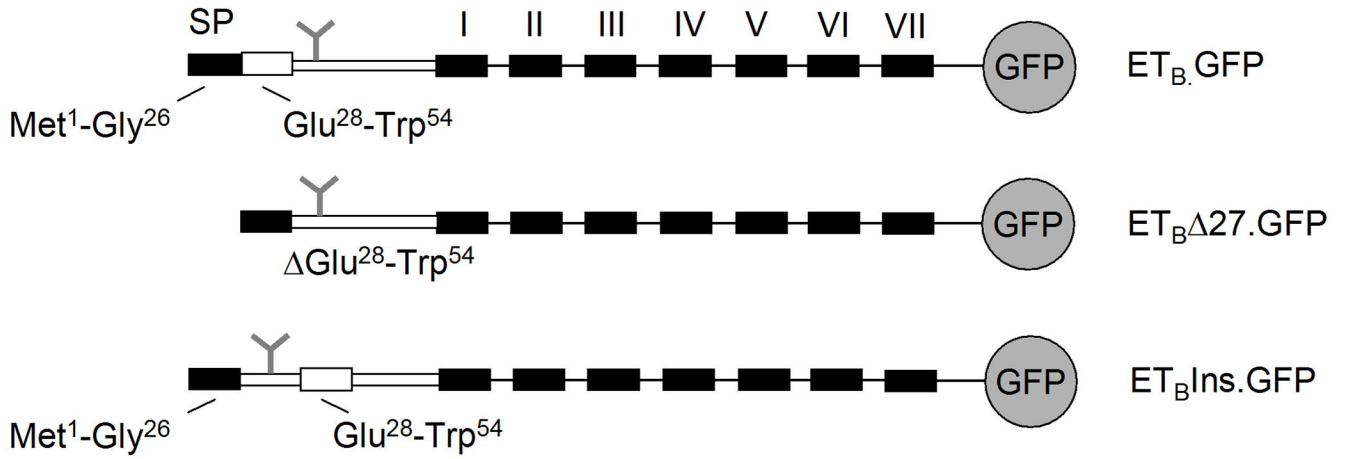 SP I II III IV V VI VII
GFP ET_B.GFP
Met¹-Gly²⁶ Glu²⁸-Trp⁵⁴
GFP ET_BΔ27.GFP
ΔGlu²⁸-Trp⁵⁴
GFP ET_BIns.GFP
Met¹-Gly²⁶ Glu²⁸-Trp⁵⁴